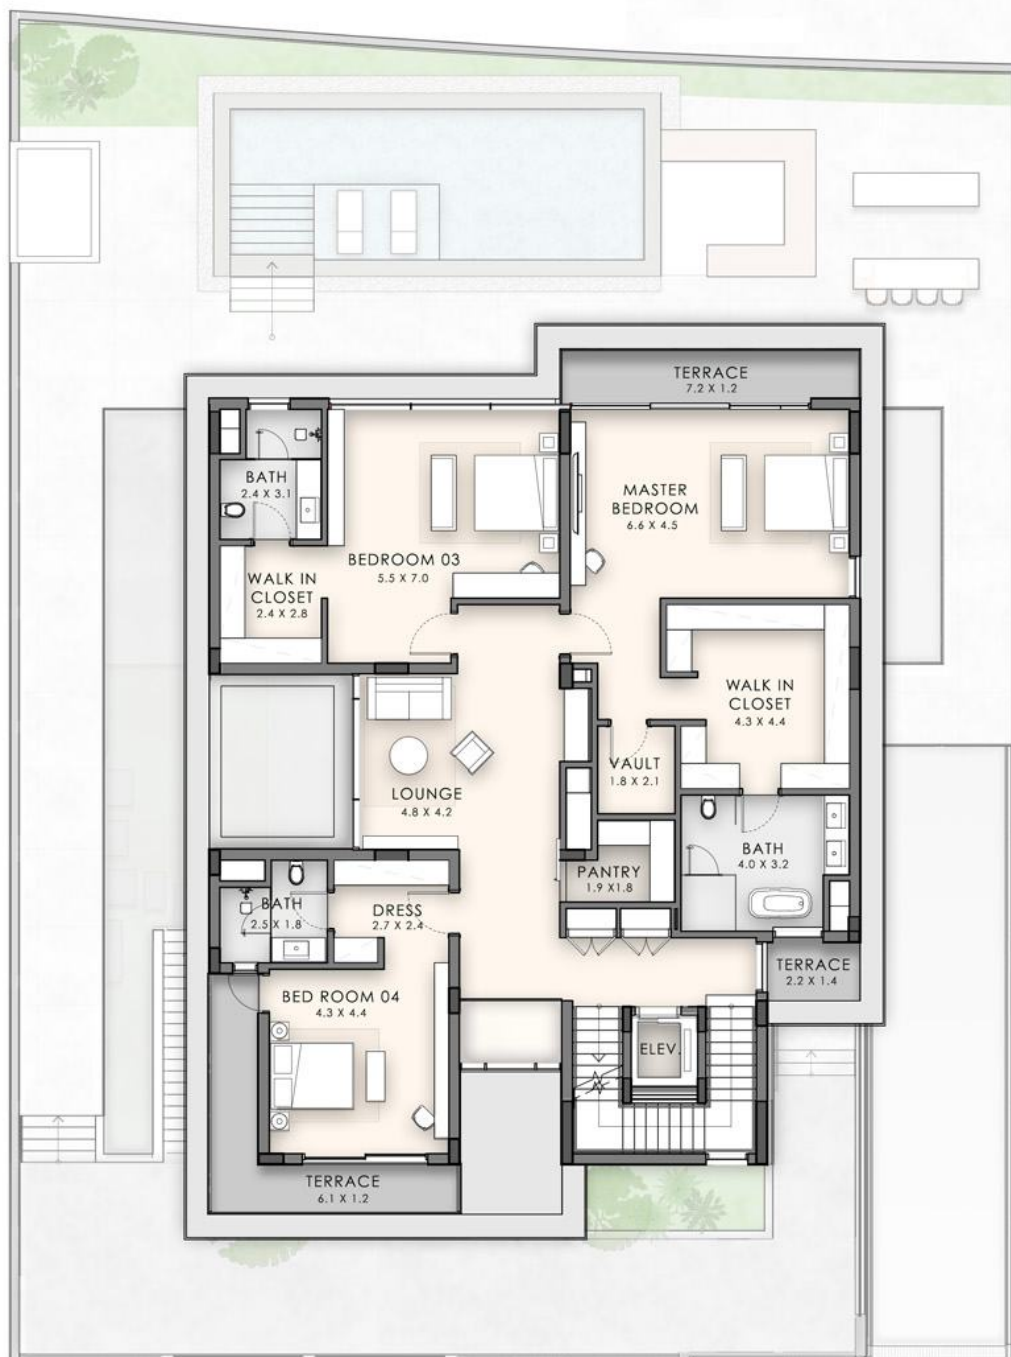 TERRACE
7.2 X 1.2
BATH
2.4 X 3.1
MASTER
BEDROOM
6.6 X 4.5
BEDROOM 03
5.5 X 7.0
WALK IN
CLOSET
2.4 X 2.8
WALK IN
CLOSET
4.3 X 4.4
VAULT
1.8 X 2.1
LOUNGE
4.8 X 4.2
BATH
4.0 X 3.2
PANTRY
1.9 X1.8
BATH
2.5 X 1.8
DRESS
2.7 X 2.4
TERRACE
2.2 X 1.4
BED ROOM 04
4.3 X 4.4
ELEV.
TERRACE
6.1 X 1.2